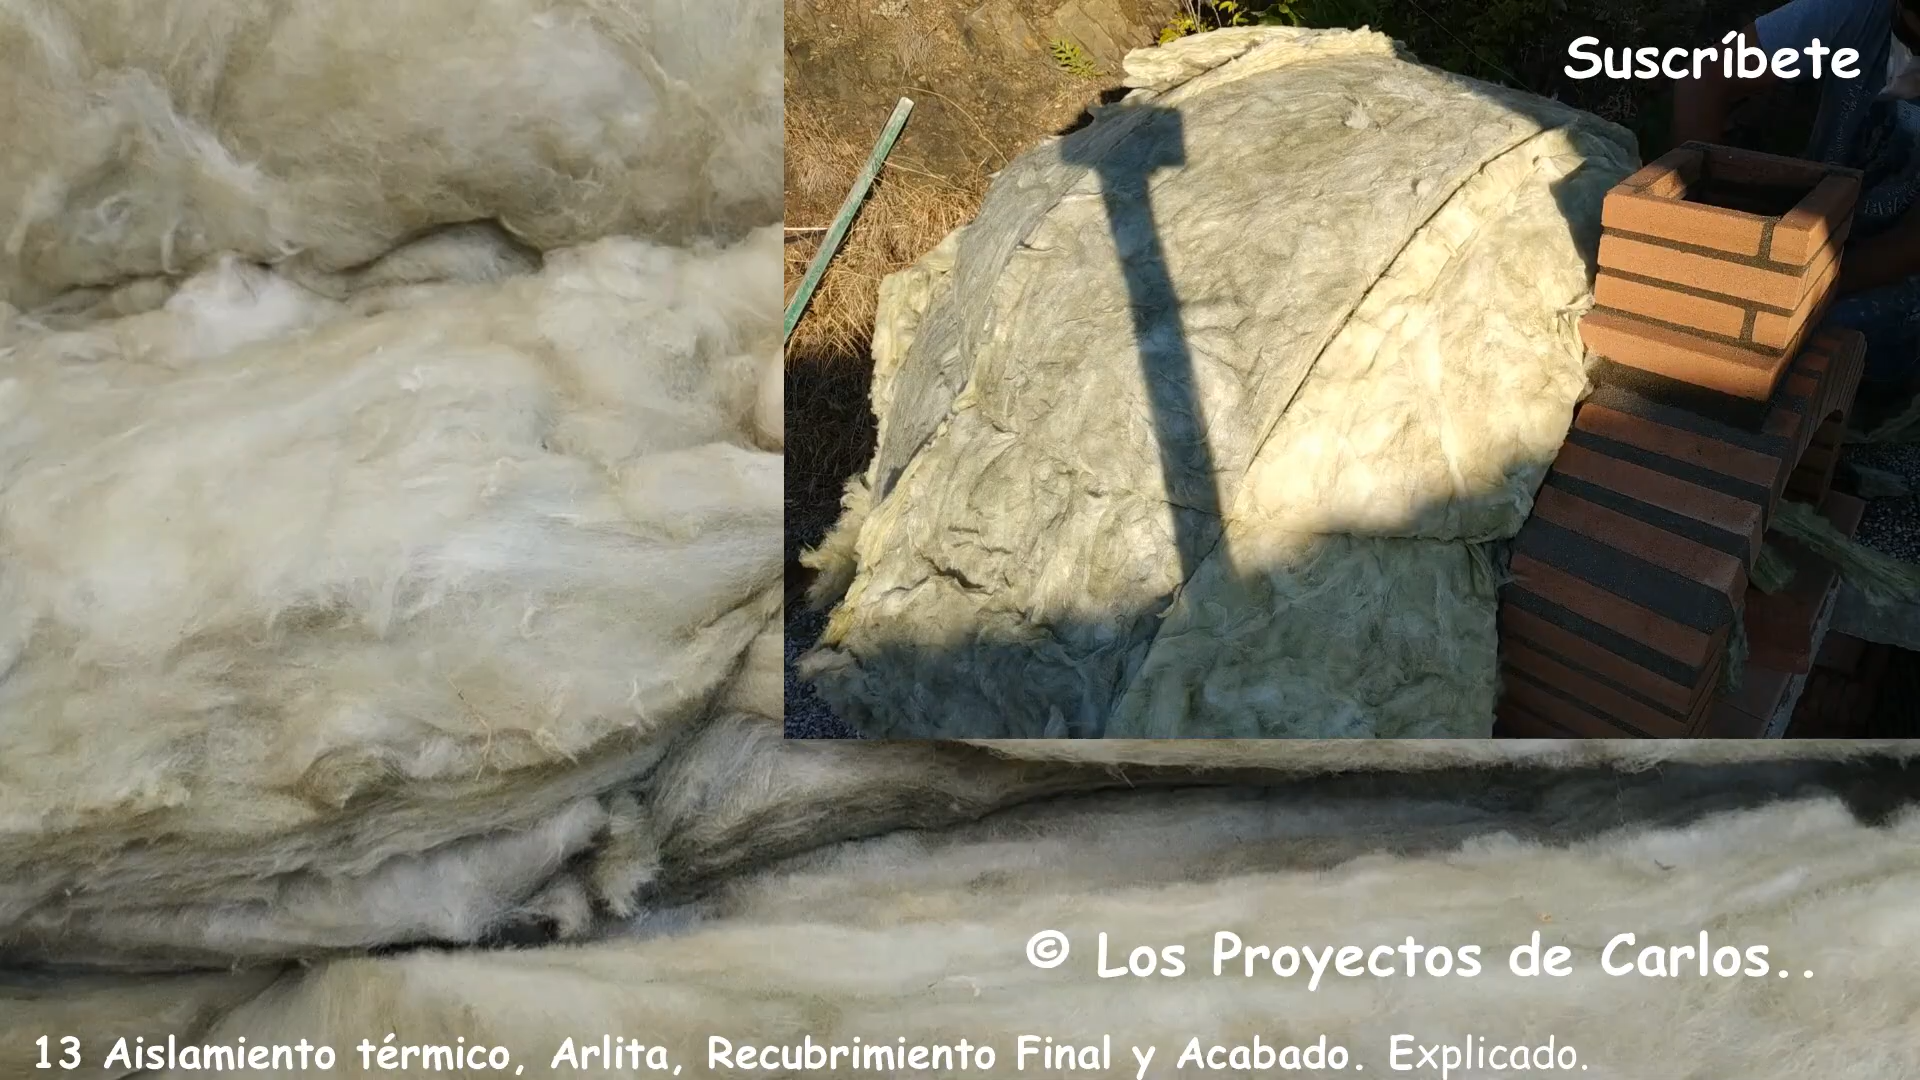 Suscríbete
© Los Proyectos de Carlos..
13 Aislamiento térmico, Arlita, Recubrimiento Final y Acabado. Explicado.